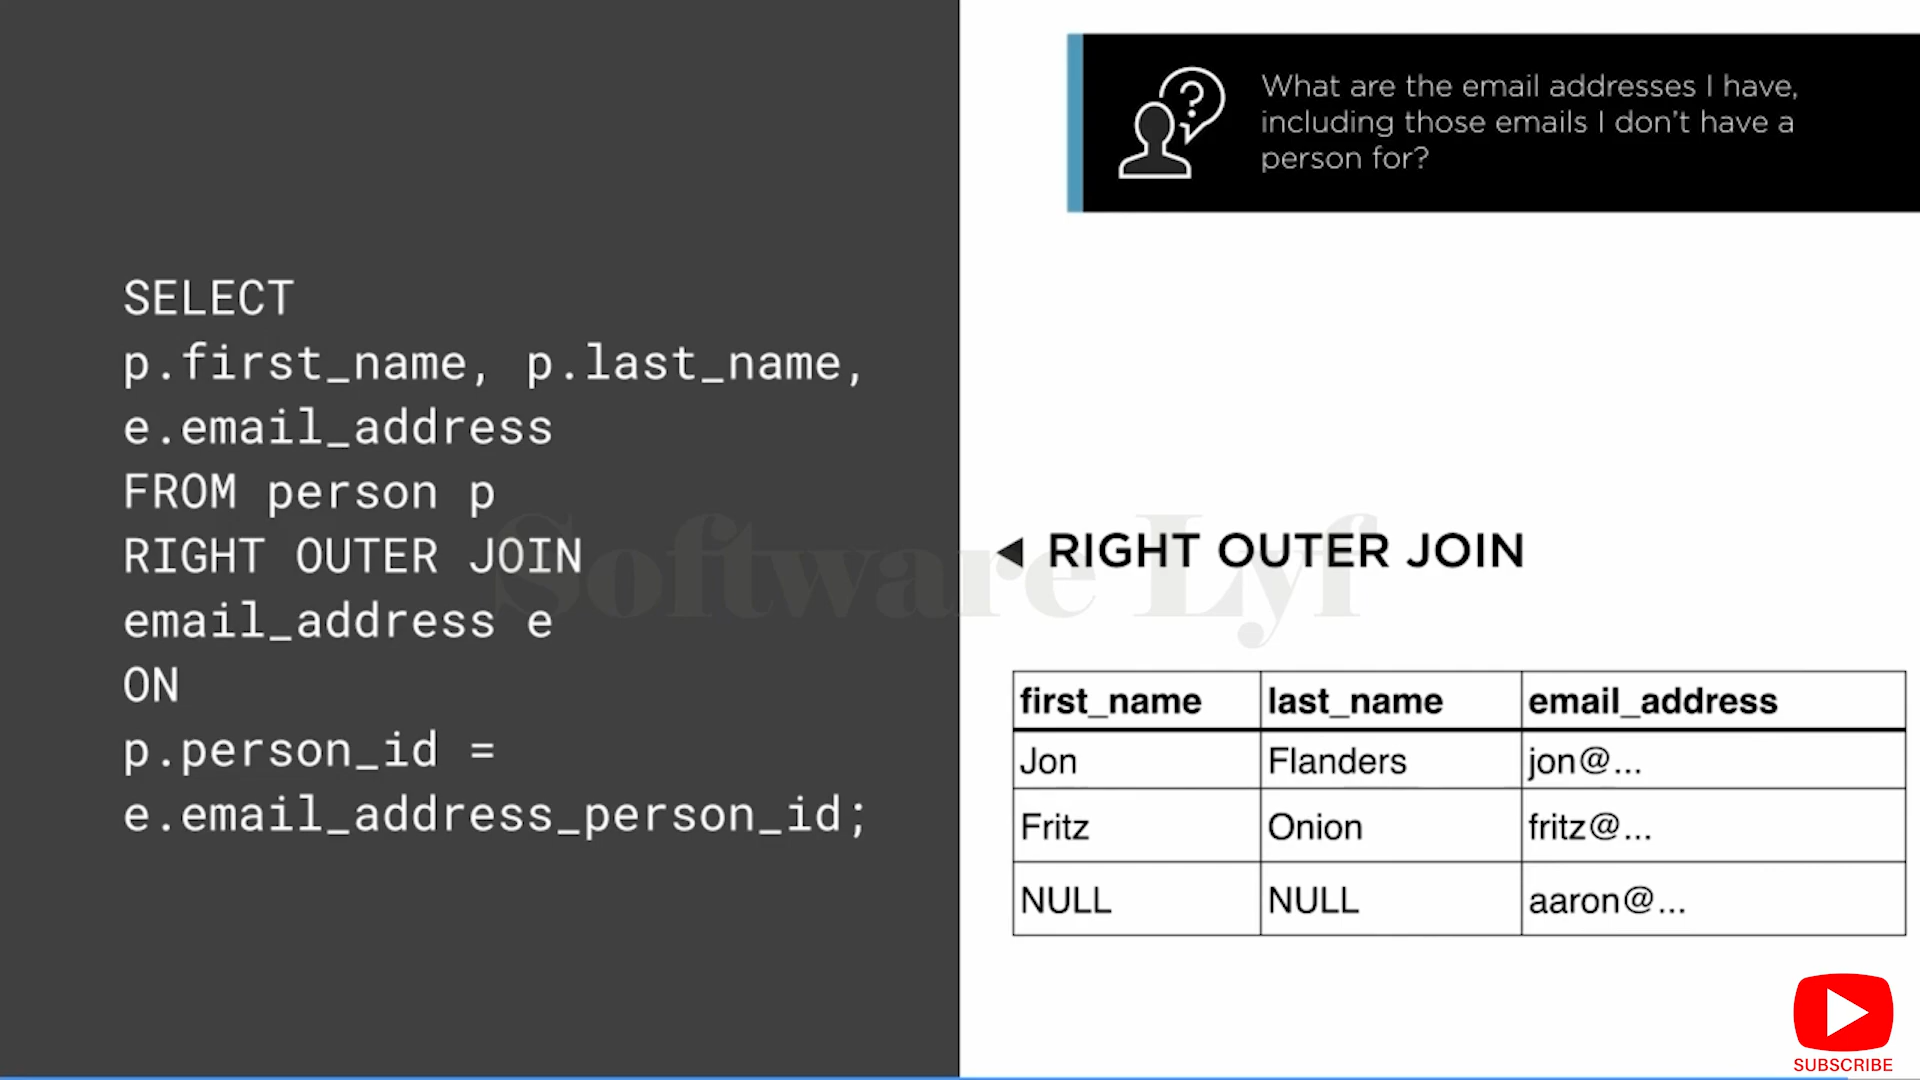 What are the email addresses I have,
including those emails I don't have a
person for?
SELECT
p.first_name, p.last_name,
e.email_address
FROM person p
RIGHT OUTER JOIN
email_address e
ON
p.person_id =
e.email_address_person_id;
Software Lyf
RIGHT OUTER JOIN
first_name last_name email_address
Jon Flanders jon@...
Fritz Onion fritz@...
NULL NULL aaron@...
SUBSCRIBE